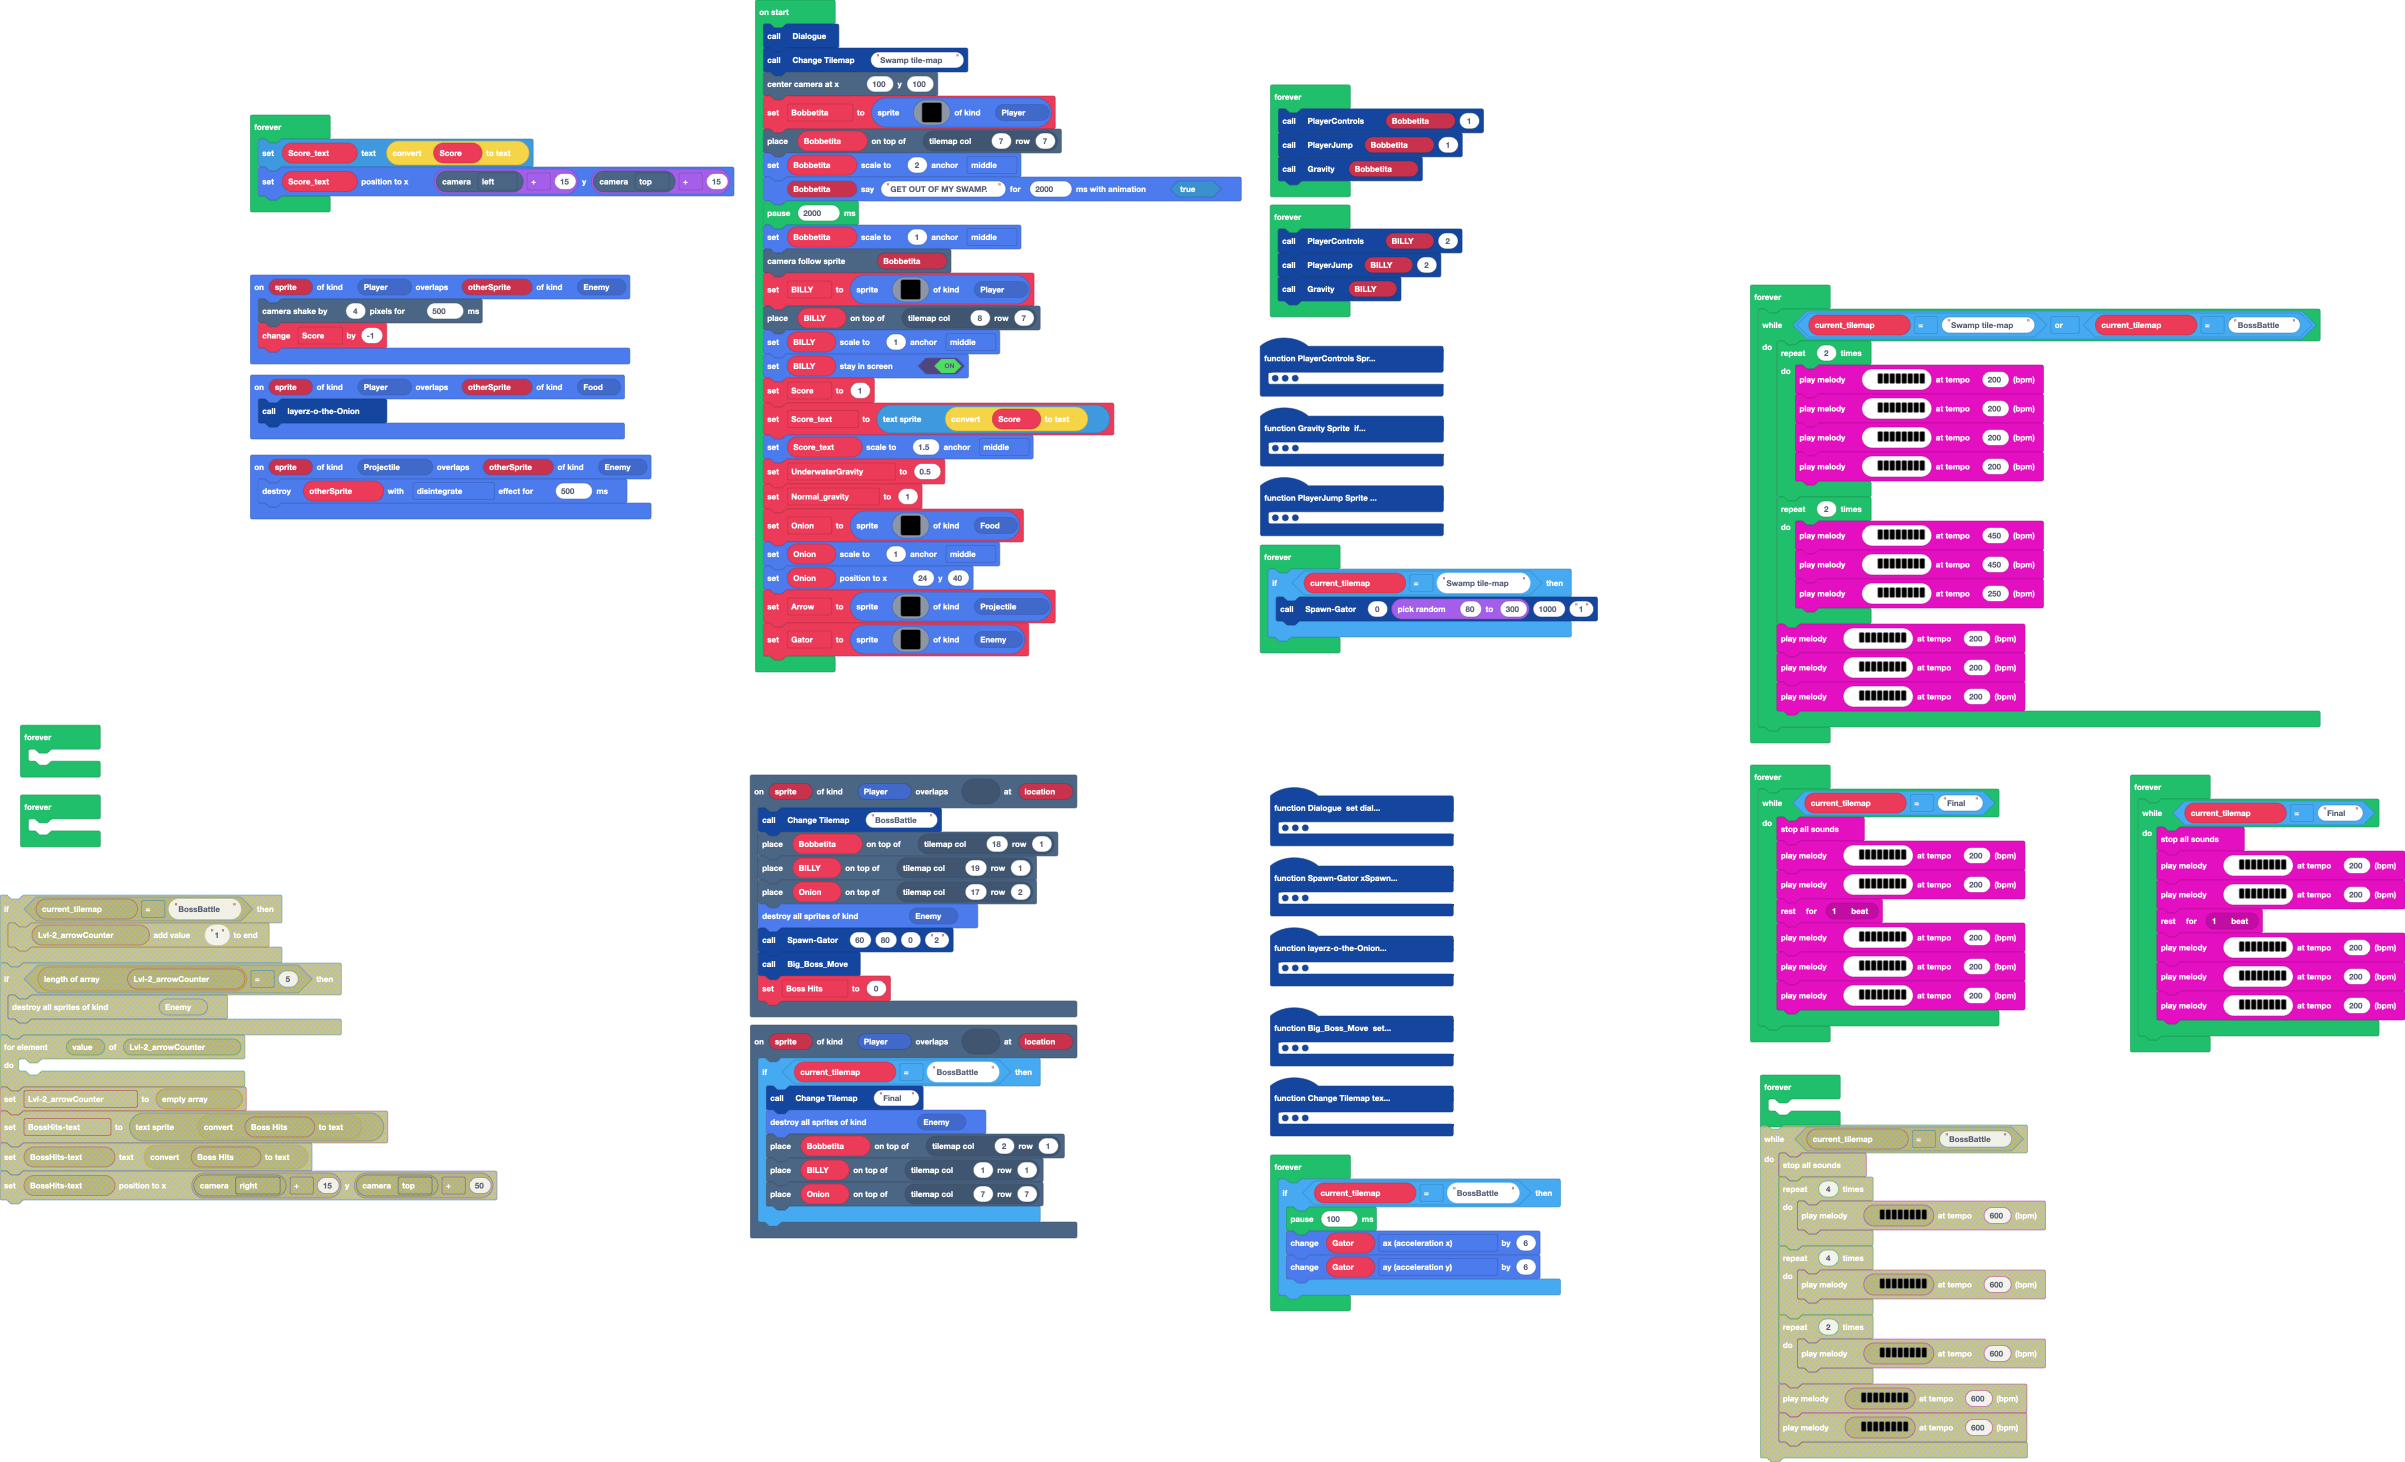 forever
set Score_text text convert Score to text
set Score_text position to x camera left + 15 y camera top + 15
on sprite of kind Player overlaps otherSprite of kind Enemy
camera shake by 4 pixels for 500 ms
change Score by -1
on sprite of kind Player overlaps otherSprite of kind Food
call layerz-o-the-Onion
on sprite of kind Projectile overlaps otherSprite of kind Enemy
destroy otherSprite with disintegrate effect for 500 ms
on start
call Dialogue
call Change Tilemap "Swamp tile-map"
center camera at x 100 y 100
set Bobbetita to sprite of kind Player
place Bobbetita on top of tilemap col 7 row 7
set Bobbetita scale to 2 anchor middle
Bobbetita say "GET OUT OF MY SWAMP." for 2000 ms with animation true
pause 2000 ms
set Bobbetita scale to 1 anchor middle
camera follow sprite Bobbetita
set BILLY to sprite of kind Player
place BILLY on top of tilemap col 8 row 7
set BILLY scale to 1 anchor middle
set BILLY stay in screen ON
set Score to 1
set Score_text to text sprite convert Score to text
set Score_text scale to 1.5 anchor middle
set UnderwaterGravity to 0.5
set Normal_gravity to 1
set Onion to sprite of kind Food
set Onion scale to 1 anchor middle
set Onion position to x 24 y 40
set Arrow to sprite of kind Projectile
set Gator to sprite of kind Enemy
forever
call PlayerControls Bobbetita 1
call PlayerJump Bobbetita 1
call Gravity Bobbetita
forever
call PlayerControls BILLY 2
call PlayerJump BILLY 2
call Gravity BILLY
function PlayerControls Spr...
function Gravity Sprite if...
function PlayerJump Sprite ...
forever
if current_tilemap = "Swamp tile-map" then
call Spawn-Gator 0 pick random 80 to 300 1000 "1"
forever
while current_tilemap = "Swamp tile-map" or current_tilemap = "BossBattle"
do
repeat 2 times
do
play melody at tempo 200 (bpm)
play melody at tempo 200 (bpm)
play melody at tempo 200 (bpm)
play melody at tempo 200 (bpm)
repeat 2 times
do
play melody at tempo 450 (bpm)
play melody at tempo 450 (bpm)
play melody at tempo 250 (bpm)
play melody at tempo 200 (bpm)
play melody at tempo 200 (bpm)
play melody at tempo 200 (bpm)
forever
forever
if current_tilemap = "BossBattle" then
Lvl-2_arrowCounter add value "1" to end
if length of array Lvl-2_arrowCounter = 5 then
destroy all sprites of kind Enemy
for element value of Lvl-2_arrowCounter
do
set Lvl-2_arrowCounter to empty array
set BossHits-text to text sprite convert Boss Hits to text
set BossHits-text text convert Boss Hits to text
set BossHits-text position to x camera right + 15 y camera top + 50
on sprite of kind Player overlaps at location
call Change Tilemap "BossBattle"
place Bobbetita on top of tilemap col 18 row 1
place BILLY on top of tilemap col 19 row 1
place Onion on top of tilemap col 17 row 2
destroy all sprites of kind Enemy
call Spawn-Gator 60 80 0 "2"
call Big_Boss_Move
set Boss Hits to 0
on sprite of kind Player overlaps at location
if current_tilemap = "BossBattle" then
call Change Tilemap "Final"
destroy all sprites of kind Enemy
place Bobbetita on top of tilemap col 2 row 1
place BILLY on top of tilemap col 1 row 1
place Onion on top of tilemap col 7 row 7
function Dialogue set dial...
function Spawn-Gator xSpawn...
function layerz-o-the-Onion...
function Big_Boss_Move set...
function Change Tilemap tex...
forever
if current_tilemap = "BossBattle" then
pause 100 ms
change Gator ax (acceleration x) by 6
change Gator ay (acceleration y) by 6
forever
while current_tilemap = "Final"
do
stop all sounds
play melody at tempo 200 (bpm)
play melody at tempo 200 (bpm)
rest for 1 beat
play melody at tempo 200 (bpm)
play melody at tempo 200 (bpm)
play melody at tempo 200 (bpm)
forever
while current_tilemap = "Final"
do
stop all sounds
play melody at tempo 200 (bpm)
play melody at tempo 200 (bpm)
rest for 1 beat
play melody at tempo 200 (bpm)
play melody at tempo 200 (bpm)
play melody at tempo 200 (bpm)
forever
while current_tilemap = "BossBattle"
do
stop all sounds
repeat 4 times
do
play melody at tempo 600 (bpm)
repeat 4 times
do
play melody at tempo 600 (bpm)
repeat 2 times
do
play melody at tempo 600 (bpm)
play melody at tempo 600 (bpm)
play melody at tempo 600 (bpm)